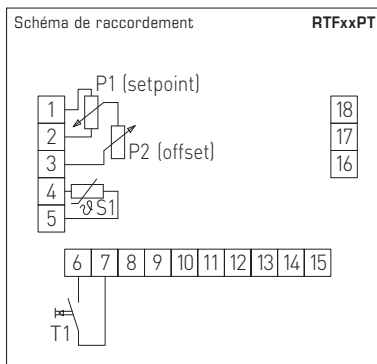 Schéma de raccordement RTFxxPT
P1 (setpoint)
1
2
3
P2 (offset)
4
ϑ S1
5
18
17
16
6 7 8 9 10 11 12 13 14 15
T1